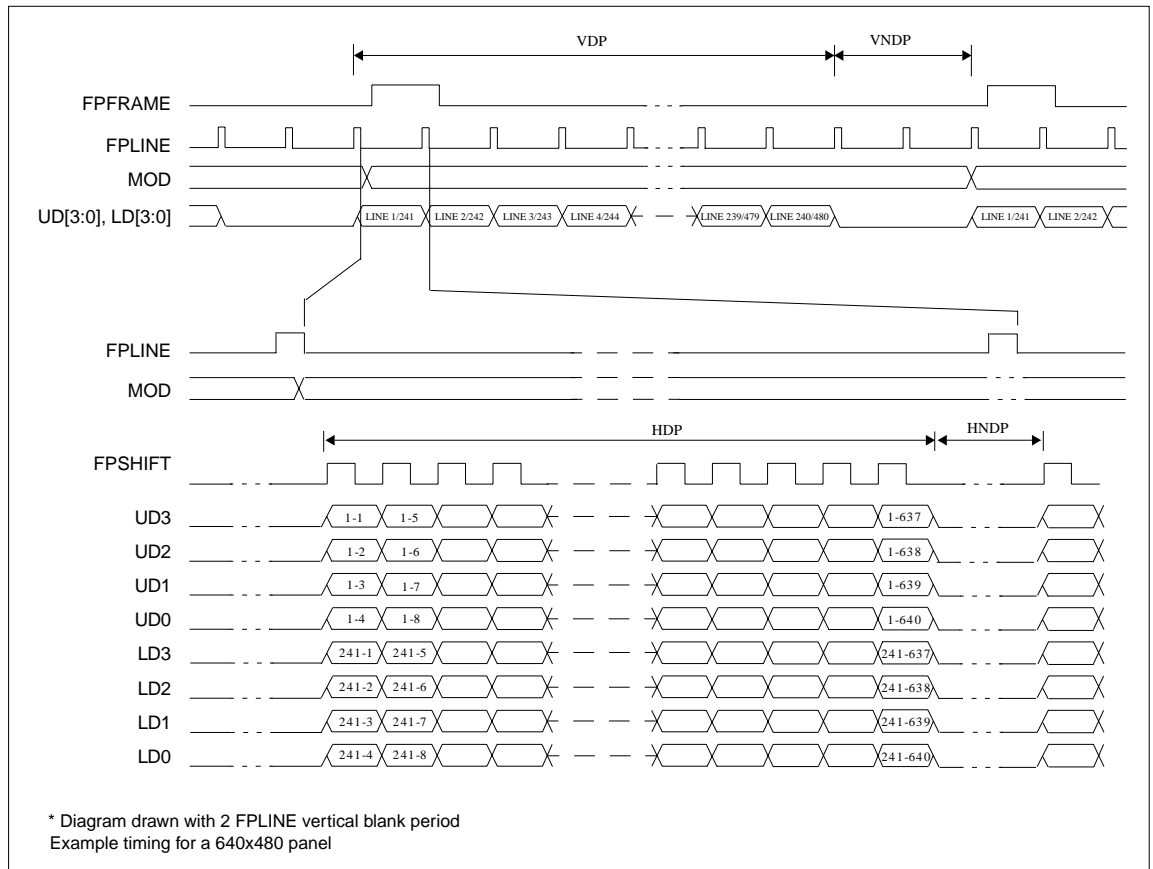 VDP VNDP
FPFRAME
FPLINE
MOD
UD[3:0], LD[3:0] LINE 1/241 LINE 2/242 LINE 3/243 LINE 4/244 LINE 239/479 LINE 240/480 LINE 1/241 LINE 2/242
FPLINE
MOD
HDP HNDP
FPSHIFT
UD3 1-1 1-5 1-637
UD2 1-2 1-6 1-638
UD1 1-3 1-7 1-639
UD0 1-4 1-8 1-640
LD3 241-1 241-5 241-637
LD2 241-2 241-6 241-638
LD1 241-3 241-7 241-639
LD0 241-4 241-8 241-640
* Diagram drawn with 2 FPLINE vertical blank period
Example timing for a 640x480 panel